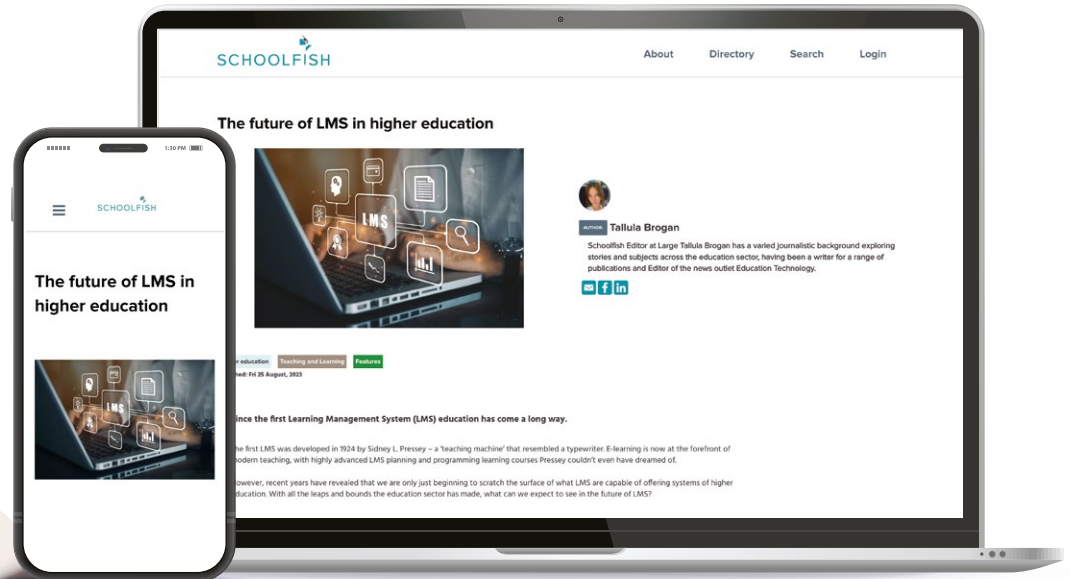 SCHOOLFISH
About Directory Search Login
The future of LMS in higher education
LMS
AUTHOR Tallula Brogan
Schoolfish Editor at Large Tallula Brogan has a varied journalistic background exploring
stories and subjects across the education sector, having been a writer for a range of
publications and Editor of the news outlet Education Technology.
education Teaching and Learning Features
Fri 25 August, 2023
ince the first Learning Management System (LMS) education has come a long way.
he first LMS was developed in 1924 by Sidney L. Pressey – a 'teaching machine' that resembled a typewriter. E-learning is now at the forefront of
odern teaching, with highly advanced LMS planning and programming learning courses Pressey couldn't even have dreamed of.
owever, recent years have revealed that we are only just beginning to scratch the surface of what LMS are capable of offering systems of higher
ducation. With all the leaps and bounds the education sector has made, what can we expect to see in the future of LMS?
1:30 PM
SCHOOLFISH
The future of LMS in
higher education
LMS